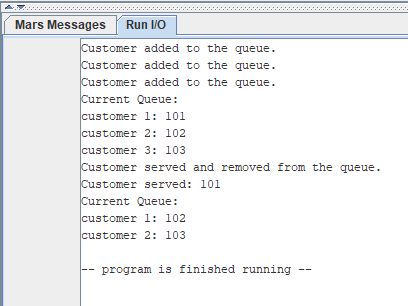 Mars Messages Run I/O
Customer added to the queue.
Customer added to the queue.
Customer added to the queue.
Current Queue:
customer 1: 101
customer 2: 102
customer 3: 103
Customer served and removed from the queue.
Customer served: 101
Current Queue:
customer 1: 102
customer 2: 103
-- program is finished running --